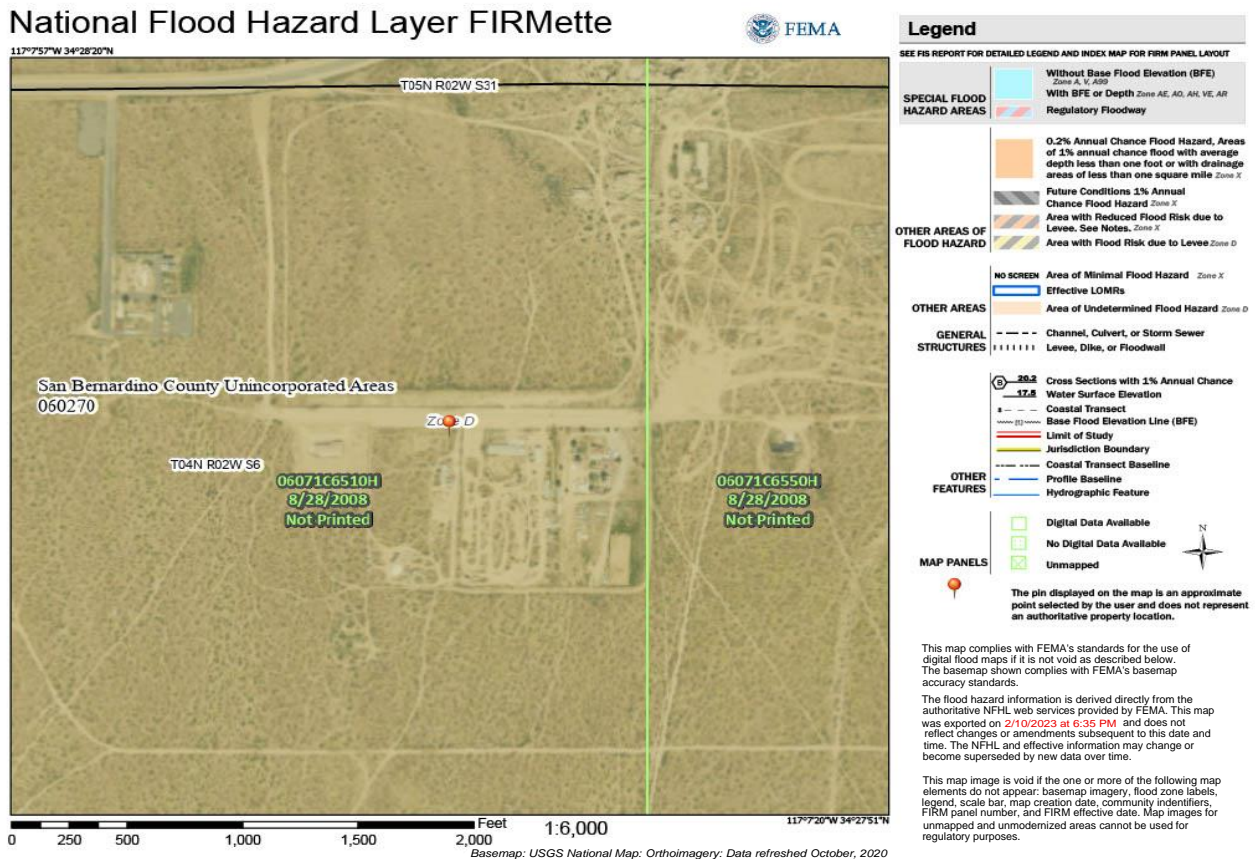 National Flood Hazard Layer FIRMette
FEMA
117°7'57"W 34°28'20"N
T05N R02W S31
San Bernardino County Unincorporated Areas
060270
Zone D
T04N R02W S6
06071C6510H
8/28/2008
Not Printed
06071C6550H
8/28/2008
Not Printed
117°7'20"W 34°27'51"N
Feet
0 250 500 1,000 1,500 2,000
1:6,000
Basemap: USGS National Map: Orthoimagery: Data refreshed October, 2020
Legend
SEE FIS REPORT FOR DETAILED LEGEND AND INDEX MAP FOR FIRM PANEL LAYOUT
SPECIAL FLOOD
HAZARD AREAS
Without Base Flood Elevation (BFE)
Zone A, V, A99
With BFE or Depth Zone AE, AO, AH, VE, AR
Regulatory Floodway
OTHER AREAS OF
FLOOD HAZARD
0.2% Annual Chance Flood Hazard, Areas
of 1% annual chance flood with average
depth less than one foot or with drainage
areas of less than one square mile Zone X
Future Conditions 1% Annual
Chance Flood Hazard Zone X
Area with Reduced Flood Risk due to
Levee. See Notes. Zone X
Area with Flood Risk due to Levee Zone D
OTHER AREAS
NO SCREEN Area of Minimal Flood Hazard Zone X
Effective LOMRs
Area of Undetermined Flood Hazard Zone D
GENERAL
STRUCTURES
Channel, Culvert, or Storm Sewer
Levee, Dike, or Floodwall
OTHER
FEATURES
B 20.2 Cross Sections with 1% Annual Chance
17.5 Water Surface Elevation
8 Coastal Transect
513 Base Flood Elevation Line (BFE)
Limit of Study
Jurisdiction Boundary
Coastal Transect Baseline
Profile Baseline
Hydrographic Feature
MAP PANELS
Digital Data Available
No Digital Data Available
Unmapped
N
The pin displayed on the map is an approximate
point selected by the user and does not represent
an authoritative property location.
This map complies with FEMA's standards for the use of
digital flood maps if it is not void as described below.
The basemap shown complies with FEMA's basemap
accuracy standards.
The flood hazard information is derived directly from the
authoritative NFHL web services provided by FEMA. This map
was exported on 2/10/2023 at 6:35 PM and does not
reflect changes or amendments subsequent to this date and
time. The NFHL and effective information may change or
become superseded by new data over time.
This map image is void if the one or more of the following map
elements do not appear: basemap imagery, flood zone labels,
legend, scale bar, map creation date, community indentifiers,
FIRM panel number, and FIRM effective date. Map images for
unmapped and unmodernized areas cannot be used for
regulatory purposes.